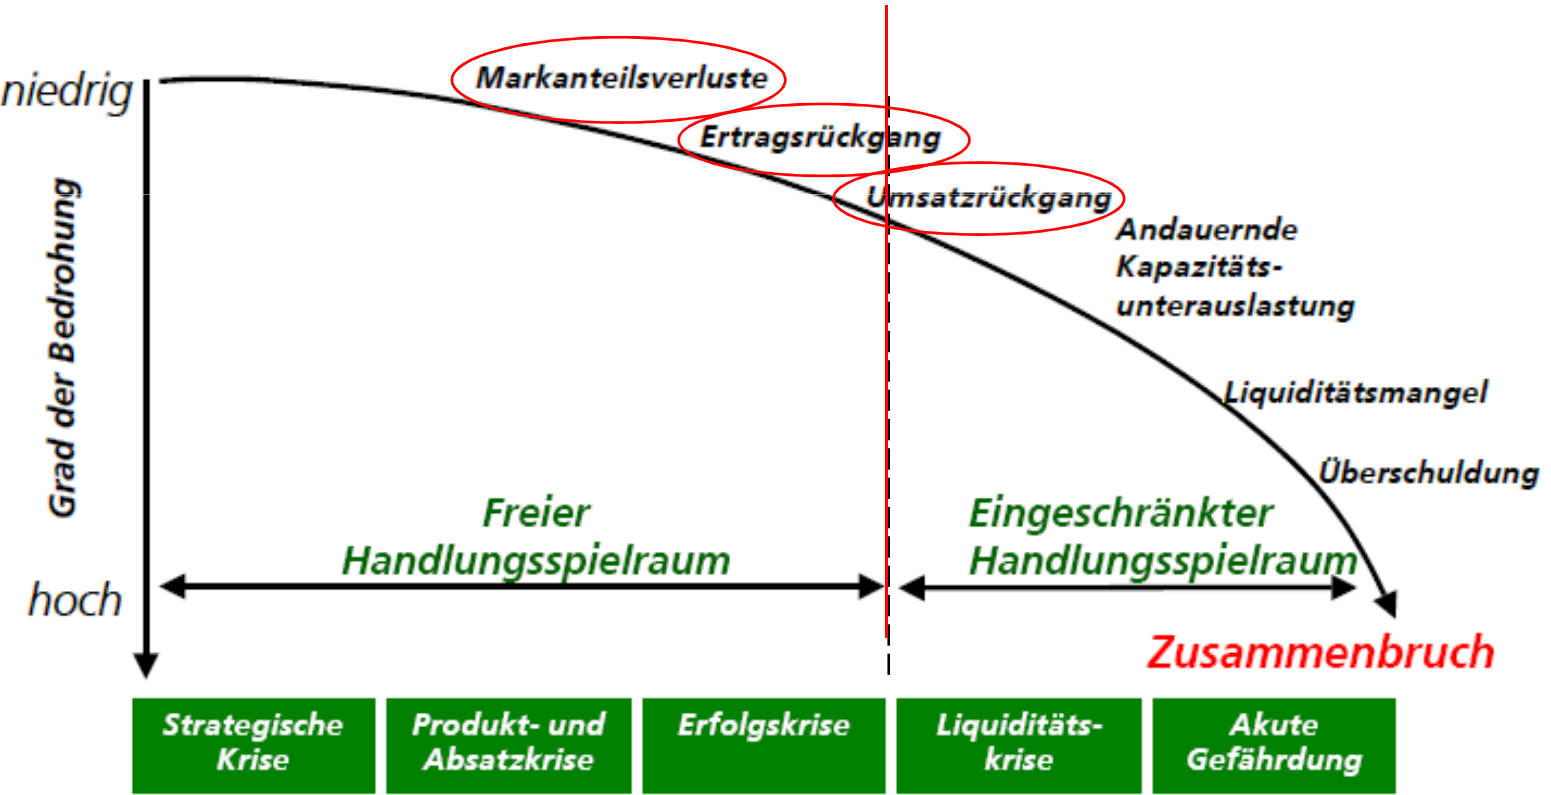 niedrig
Markanteilsverluste
Ertragsrückgang
Umsatzrückgang
Andauernde
Kapazitäts-
unterauslastung
Grad der Bedrohung
Liquiditätsmangel
Überschuldung
Freier
Handlungsspielraum
Eingeschränkter
Handlungsspielraum
hoch
Zusammenbruch
Strategische
Krise
Produkt- und
Absatzkrise
Erfolgskrise
Liquiditäts-
krise
Akute
Gefährdung